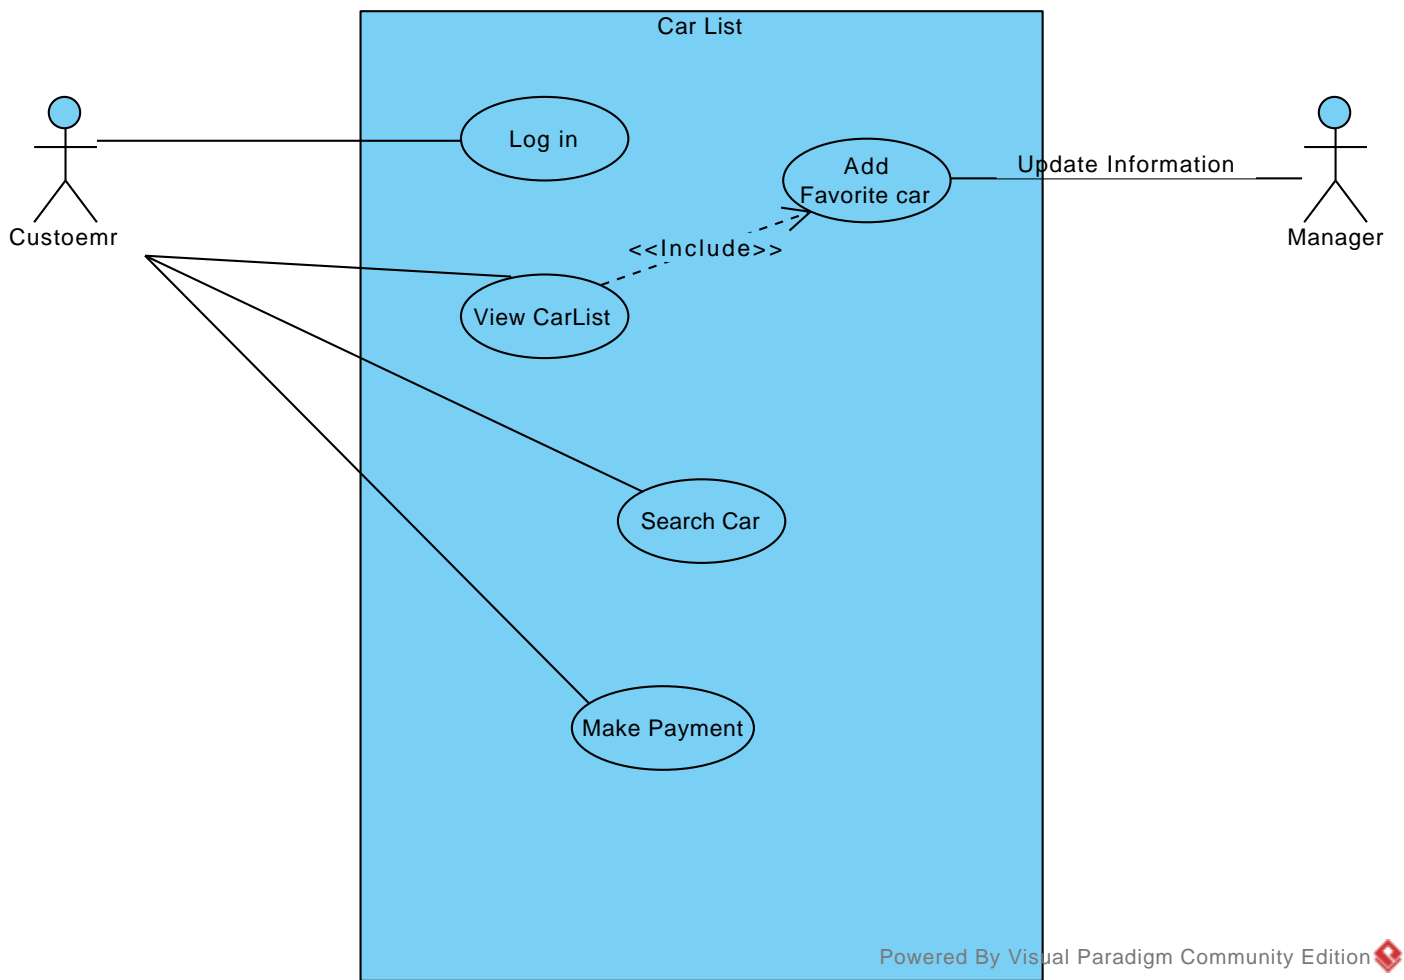 Car List
Log in
Add
Favorite car
Update Information
Custoemr
Manager
<<Include>>
View CarList
Search Car
Make Payment
Powered By Visual Paradigm Community Edition